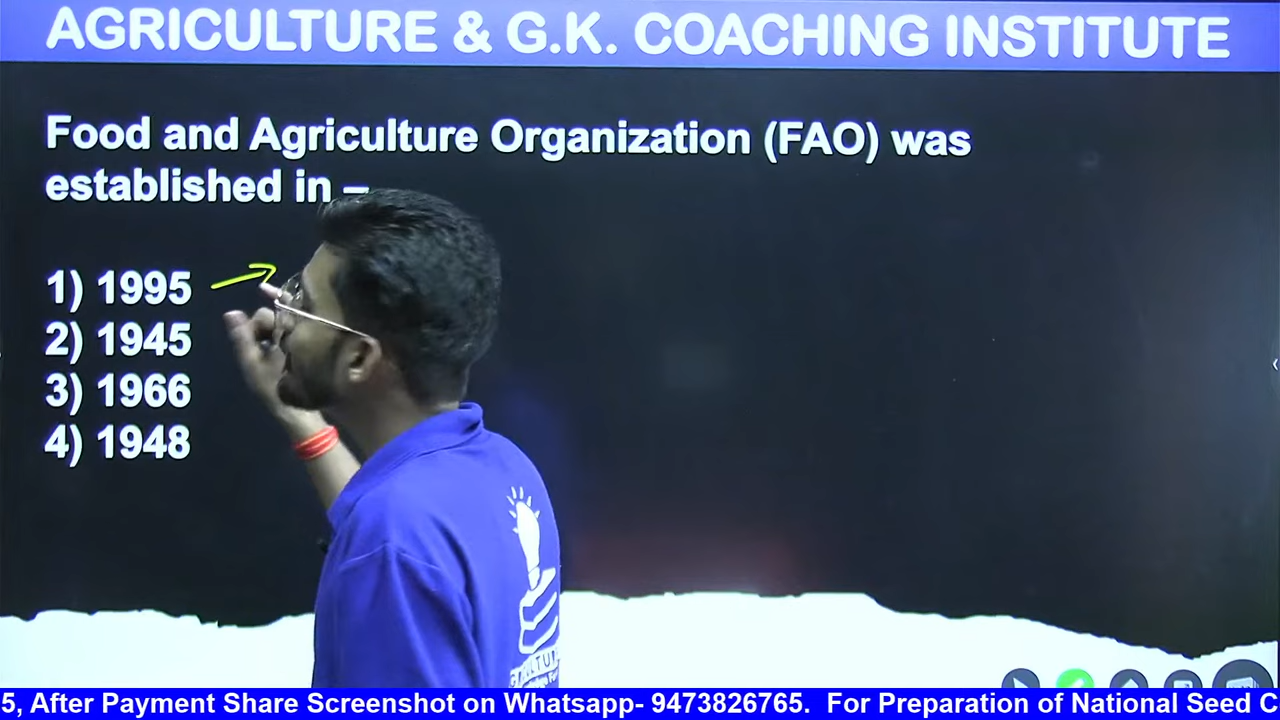 AGRICULTURE & G.K. COACHING INSTITUTE
Food and Agriculture Organization (FAO) was
established in –
1) 1995
2) 1945
3) 1966
4) 1948
5, After Payment Share Screenshot on Whatsapp- 9473826765. For Preparation of National Seed C